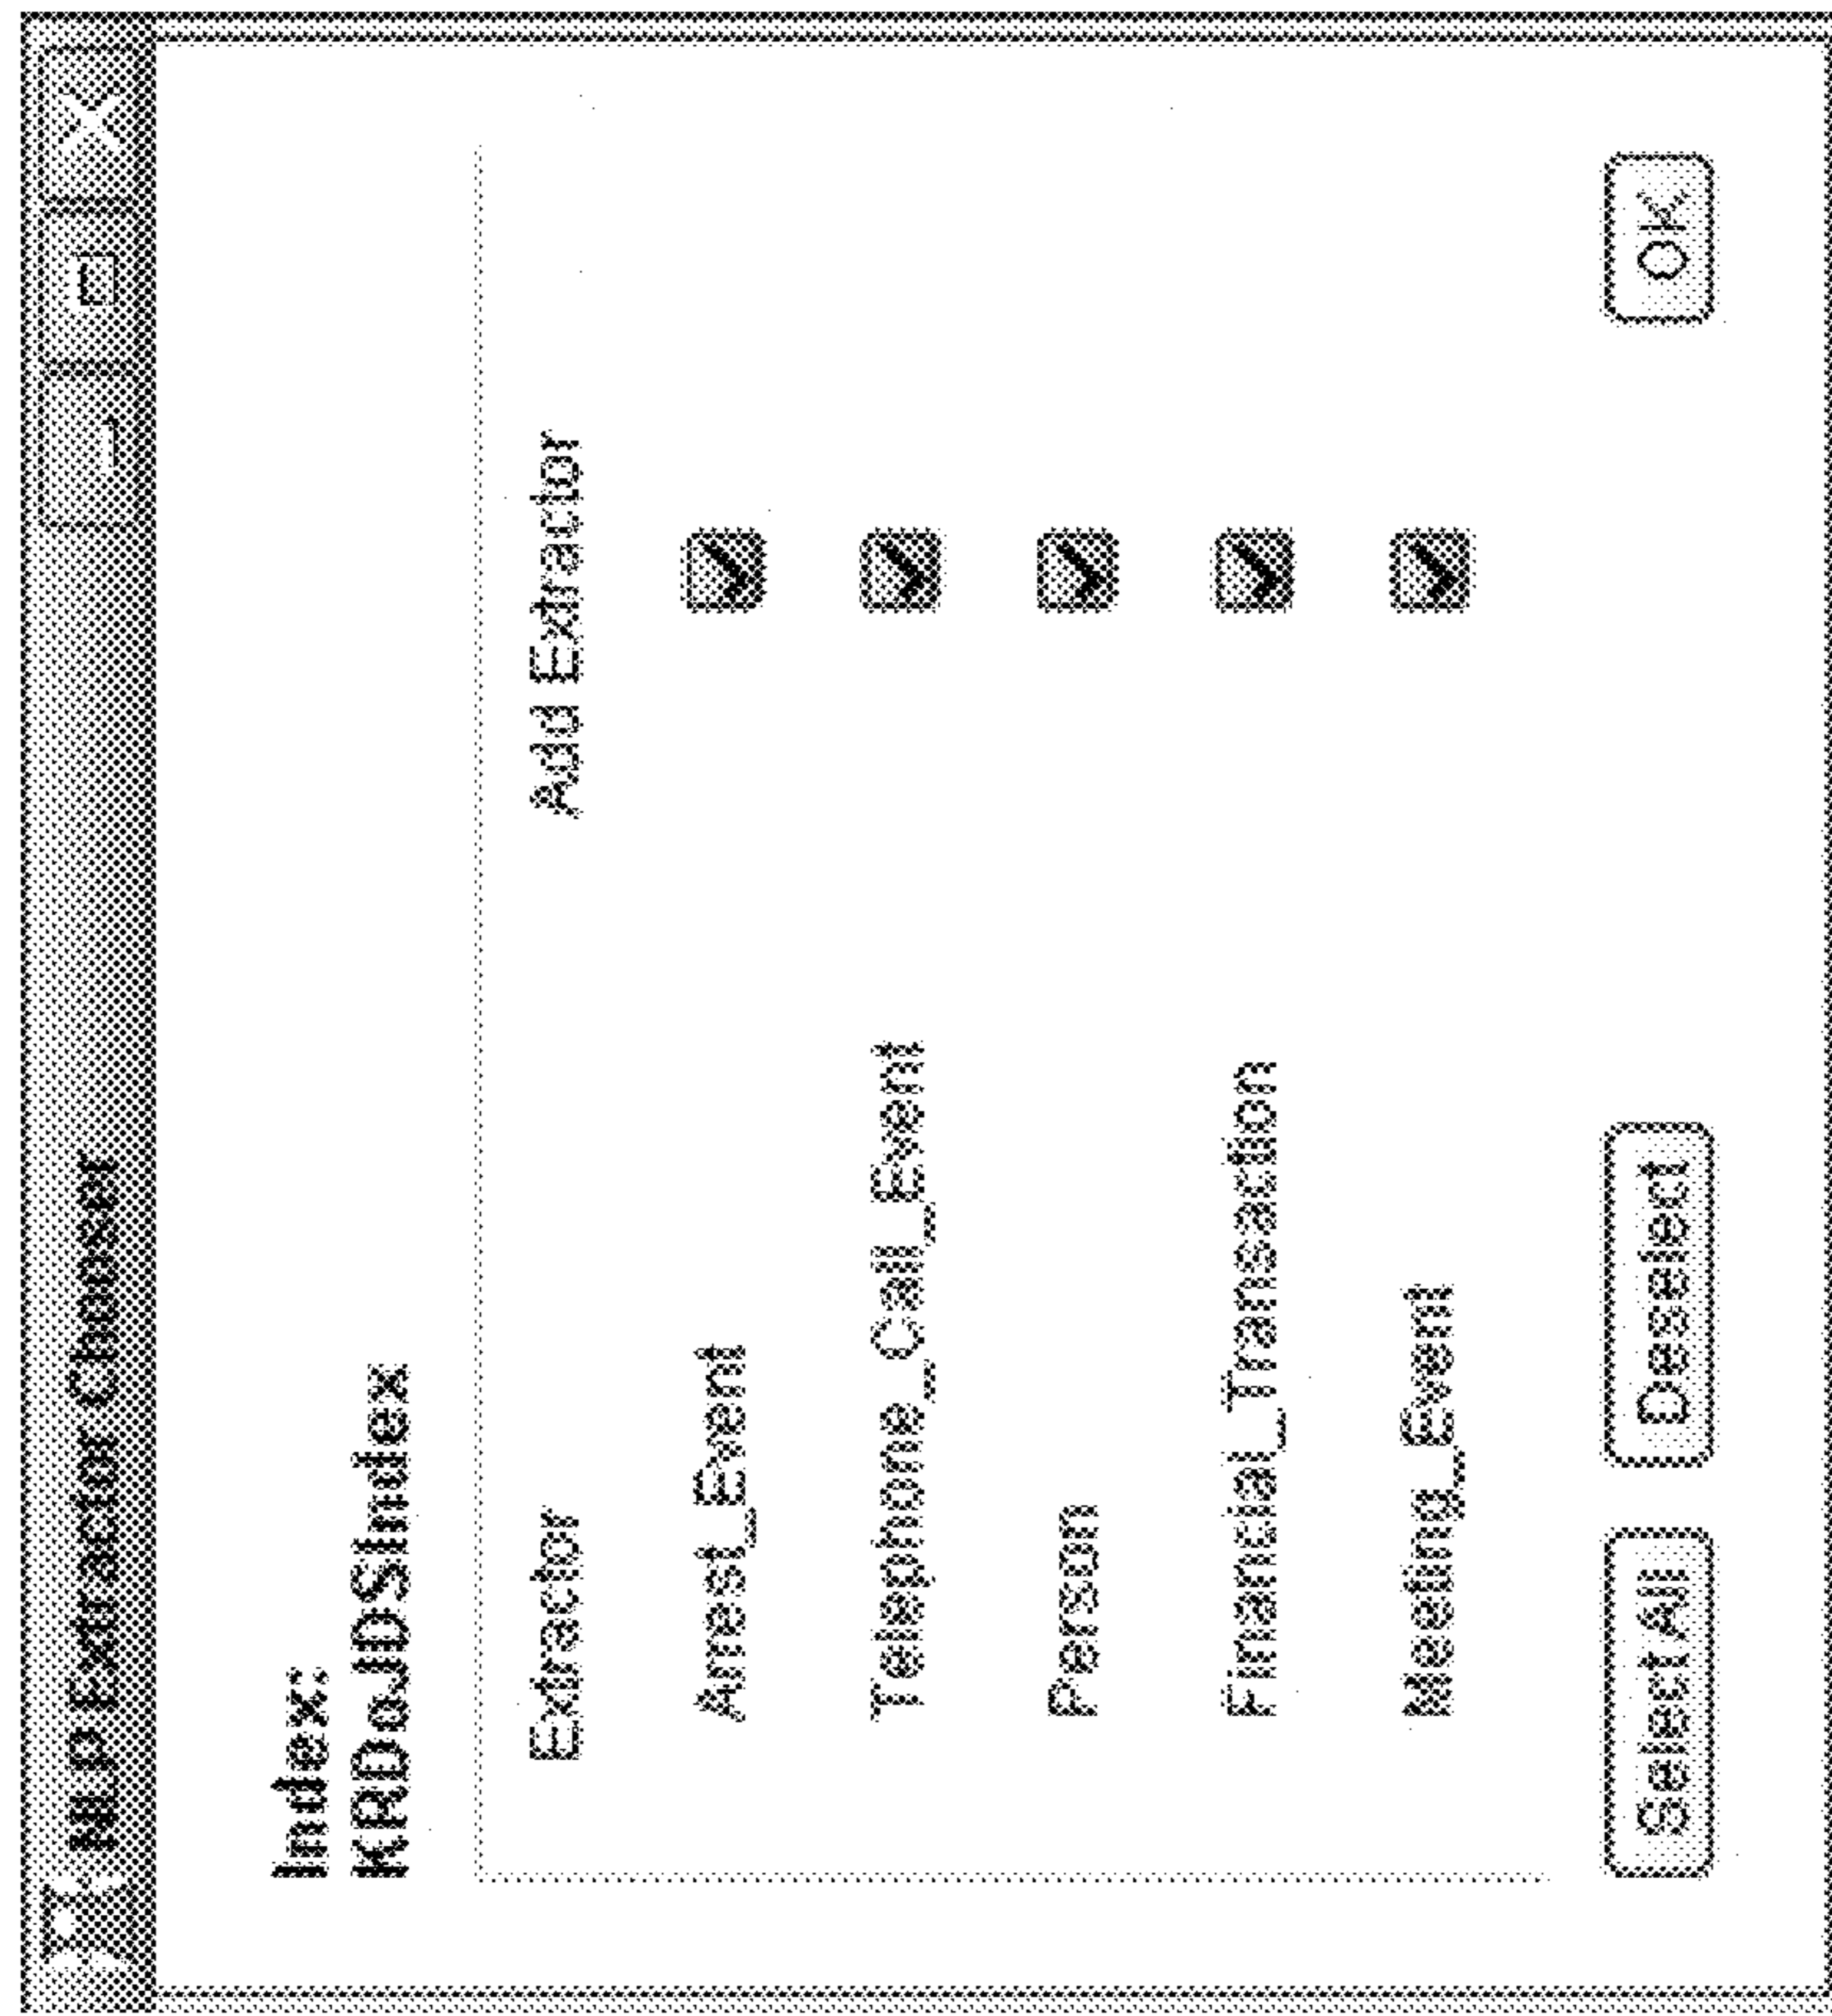 NLP Extractor Chooser
Index:
KRDoJDSIndex
Extractor Add Extractor
Arrest_Event
Telephone_Call_Event
Person
Financial_Transaction
Meeting_Event
Select All Deselect OK